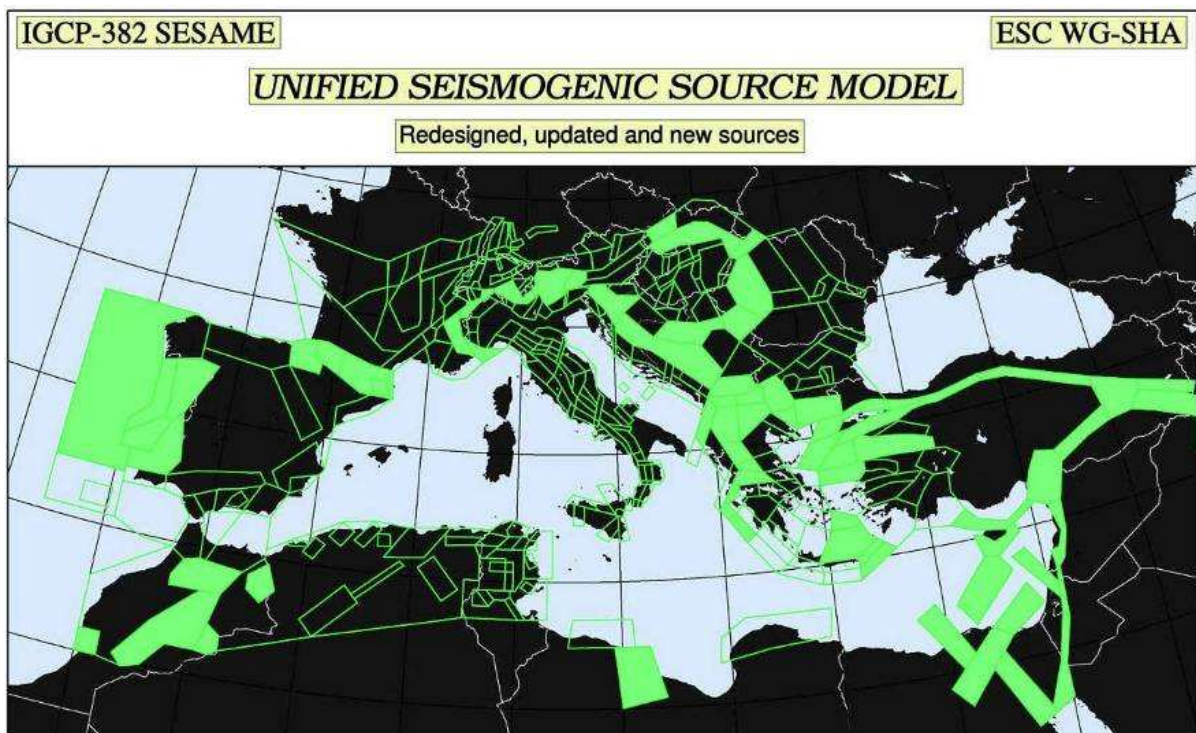 IGCP-382 SESAME
ESC WG-SHA
UNIFIED SEISMOGENIC SOURCE MODEL
Redesigned, updated and new sources